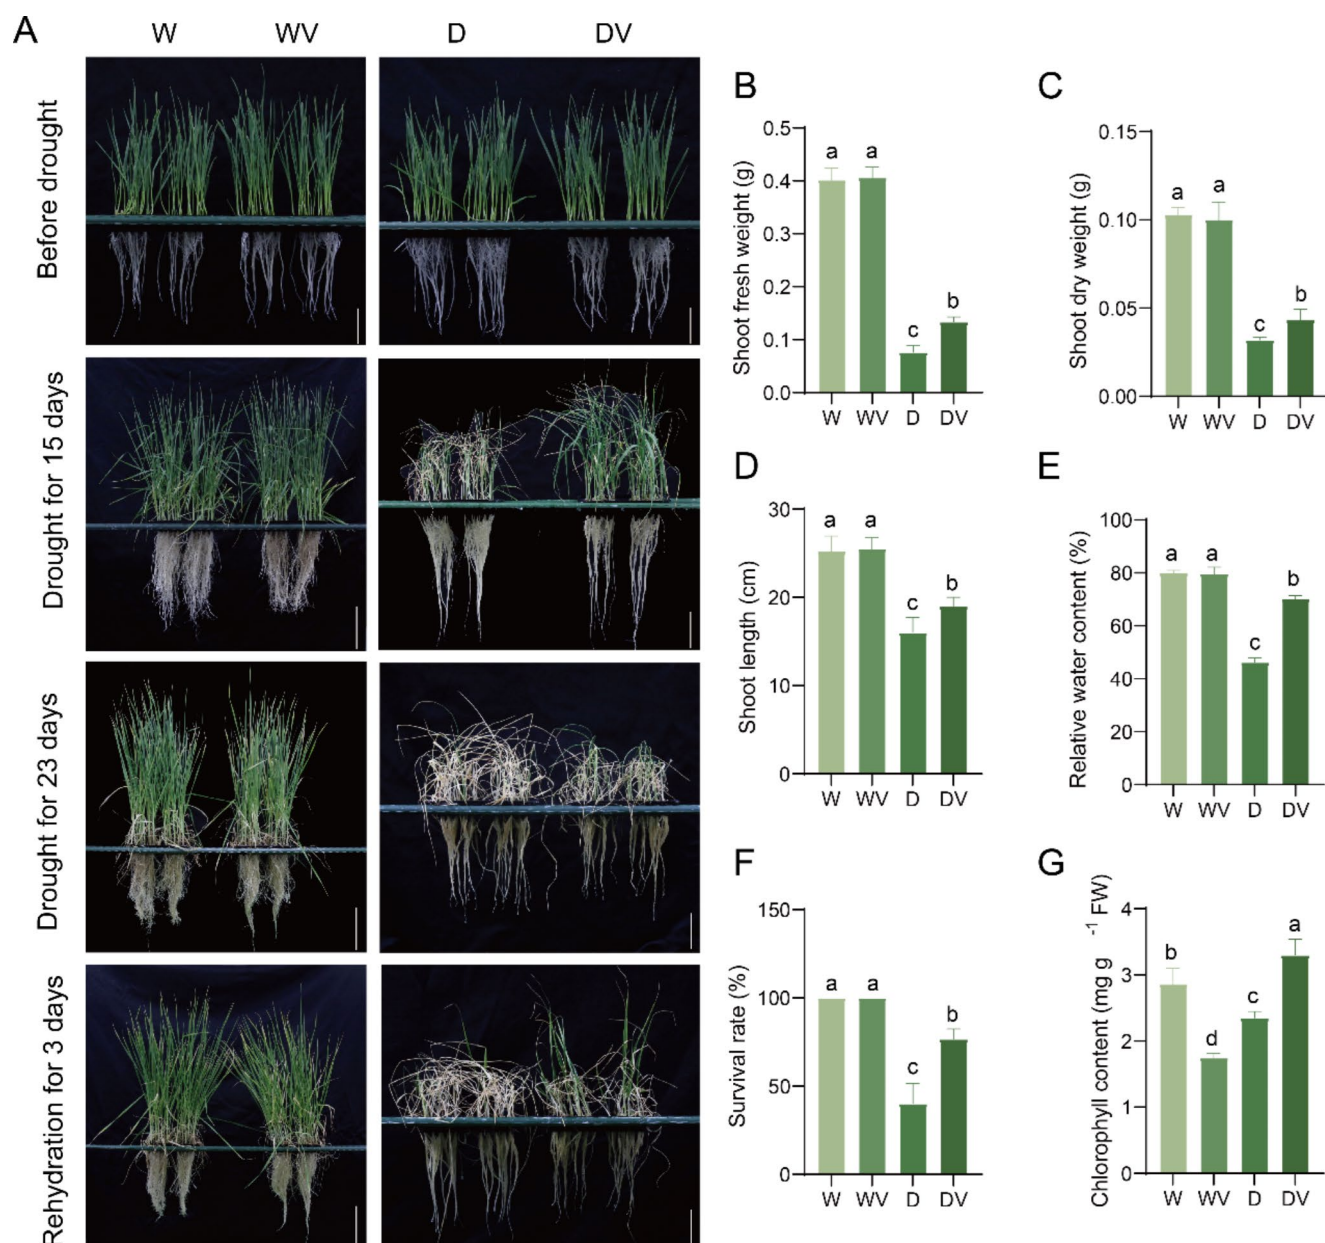 A
W WV D DV
Before drought
Drought for 15 days
Drought for 23 days
Rehydration for 3 days
B
Shoot fresh weight (g)
0.5
0.4
0.3
0.2
0.1
0.0
a a c b
W WV D DV
C
Shoot dry weight (g)
0.15
0.10
0.05
0.00
a a c b
W WV D DV
D
Shoot length (cm)
30
20
10
0
a a c b
W WV D DV
E
Relative water content (%)
100
80
60
40
20
0
a a c b
W WV D DV
F
Survival rate (%)
150
100
50
0
a a c b
W WV D DV
G
Chlorophyll content (mg g -1 FW)
4
3
2
1
0
b d c a
W WV D DV